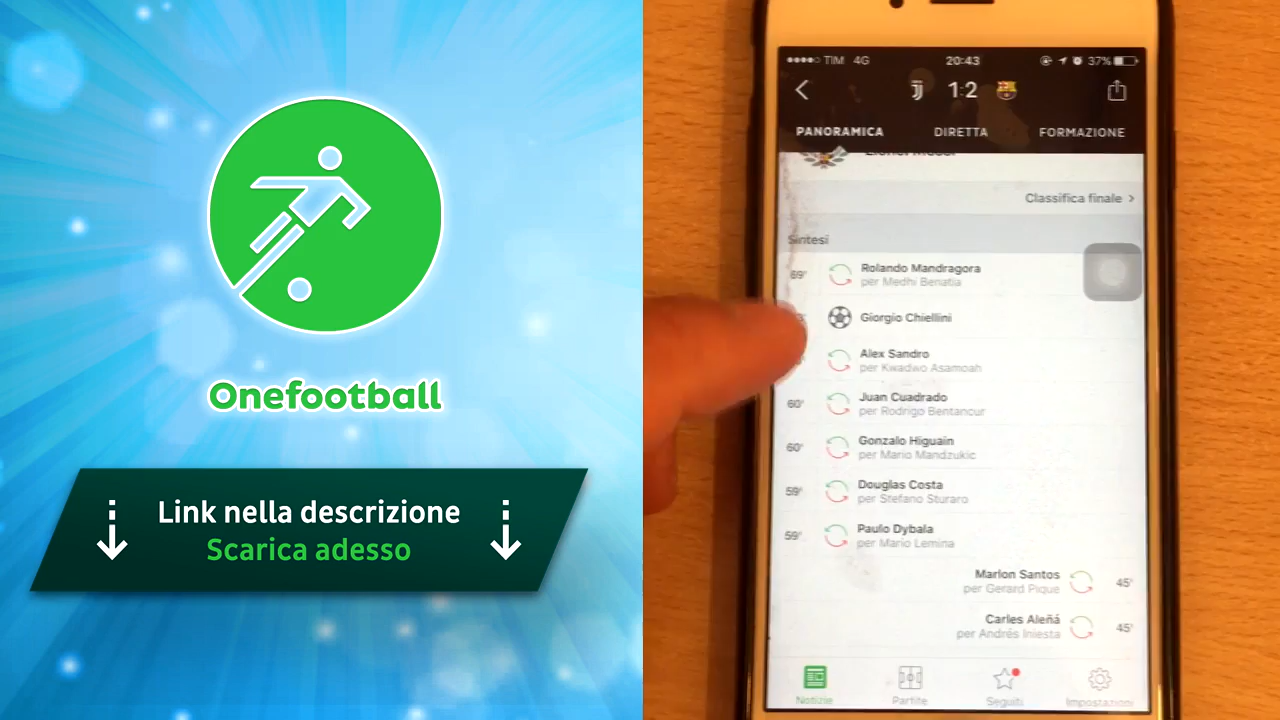 Onefootball
Link nella descrizione
Scarica adesso
TIM 4G
20:43
37%
1:2
PANORAMICA
DIRETTA
FORMAZIONE
Classifica finale >
Sintesi
69'
Rolando Mandragora
per Medhi Benatia
Giorgio Chiellini
Alex Sandro
per Kwadwo Asamoah
60'
Juan Cuadrado
per Rodrigo Bentancur
60'
Gonzalo Higuain
per Mario Mandzukic
59'
Douglas Costa
per Stefano Sturaro
59'
Paulo Dybala
per Mario Lemina
Marlon Santos
per Gerard Pique
45'
Carles Aleñá
per Andrés Iniesta
45'
Notizie
Partite
Seguiti
Impostazioni